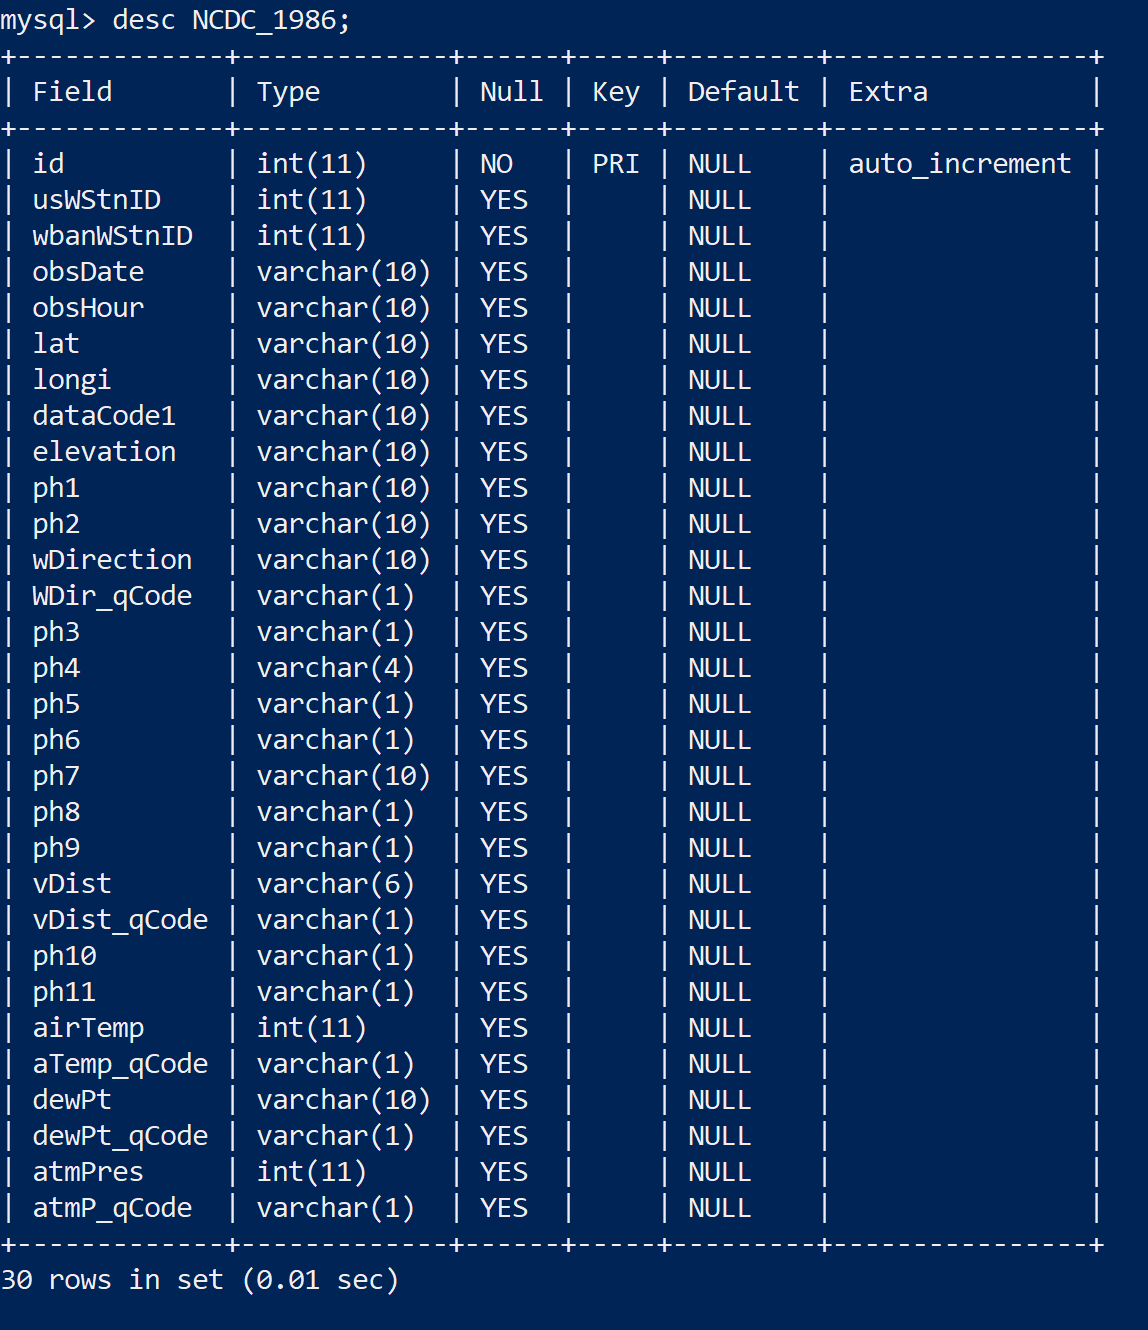 mysql> desc NCDC_1986;
+-------------+-------------+------+-----+---------+----------------+
| Field       | Type        | Null | Key | Default | Extra          |
+-------------+-------------+------+-----+---------+----------------+
| id          | int(11)     | NO   | PRI | NULL    | auto_increment |
| usWStnID    | int(11)     | YES  |     | NULL    |                |
| wbanWStnID  | int(11)     | YES  |     | NULL    |                |
| obsDate     | varchar(10) | YES  |     | NULL    |                |
| obsHour     | varchar(10) | YES  |     | NULL    |                |
| lat         | varchar(10) | YES  |     | NULL    |                |
| longi       | varchar(10) | YES  |     | NULL    |                |
| dataCode1   | varchar(10) | YES  |     | NULL    |                |
| elevation   | varchar(10) | YES  |     | NULL    |                |
| ph1         | varchar(10) | YES  |     | NULL    |                |
| ph2         | varchar(10) | YES  |     | NULL    |                |
| wDirection  | varchar(10) | YES  |     | NULL    |                |
| WDir_qCode  | varchar(1)  | YES  |     | NULL    |                |
| ph3         | varchar(1)  | YES  |     | NULL    |                |
| ph4         | varchar(4)  | YES  |     | NULL    |                |
| ph5         | varchar(1)  | YES  |     | NULL    |                |
| ph6         | varchar(1)  | YES  |     | NULL    |                |
| ph7         | varchar(10) | YES  |     | NULL    |                |
| ph8         | varchar(1)  | YES  |     | NULL    |                |
| ph9         | varchar(1)  | YES  |     | NULL    |                |
| vDist       | varchar(6)  | YES  |     | NULL    |                |
| vDist_qCode | varchar(1)  | YES  |     | NULL    |                |
| ph10        | varchar(1)  | YES  |     | NULL    |                |
| ph11        | varchar(1)  | YES  |     | NULL    |                |
| airTemp     | int(11)     | YES  |     | NULL    |                |
| aTemp_qCode | varchar(1)  | YES  |     | NULL    |                |
| dewPt       | varchar(10) | YES  |     | NULL    |                |
| dewPt_qCode | varchar(1)  | YES  |     | NULL    |                |
| atmPres     | int(11)     | YES  |     | NULL    |                |
| atmP_qCode  | varchar(1)  | YES  |     | NULL    |                |
+-------------+-------------+------+-----+---------+----------------+
30 rows in set (0.01 sec)